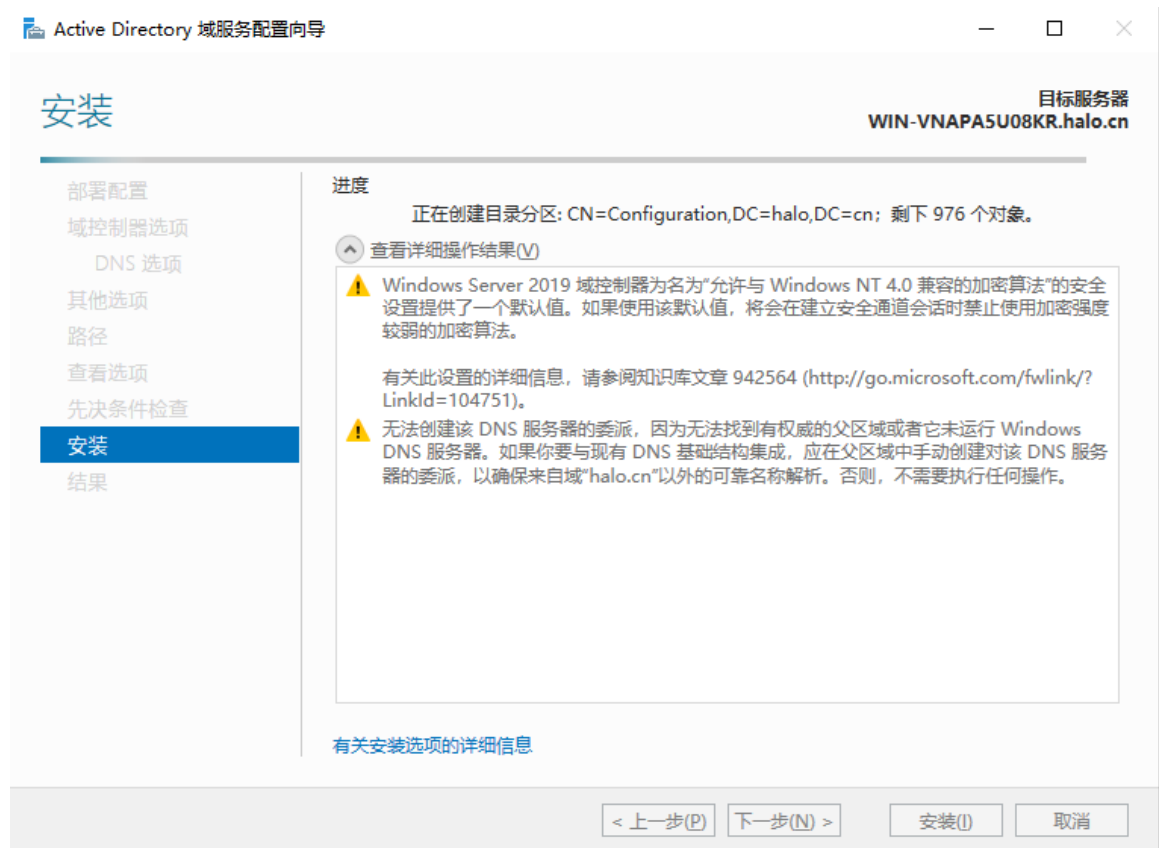 Active Directory 域服务配置向导
安装
目标服务器
WIN-VNAPA5U08KR.halo.cn
部署配置
域控制器选项
DNS 选项
其他选项
路径
查看选项
先决条件检查
安装
结果
进度
正在创建目录分区: CN=Configuration,DC=halo,DC=cn；剩下 976 个对象。
查看详细操作结果(V)
Windows Server 2019 域控制器为名为“允许与 Windows NT 4.0 兼容的加密算法”的安全
设置提供了一个默认值。如果使用该默认值，将会在建立安全通道会话时禁止使用加密强度
较弱的加密算法。
有关此设置的详细信息，请参阅知识库文章 942564 (http://go.microsoft.com/fwlink/?
LinkId=104751)。
无法创建该 DNS 服务器的委派，因为无法找到有权威的父区域或者它未运行 Windows
DNS 服务器。如果你要与现有 DNS 基础结构集成，应在父区域中手动创建对该 DNS 服务
器的委派，以确保来自域“halo.cn”以外的可靠名称解析。否则，不需要执行任何操作。
有关安装选项的详细信息
< 上一步(P)
下一步(N) >
安装(I)
取消